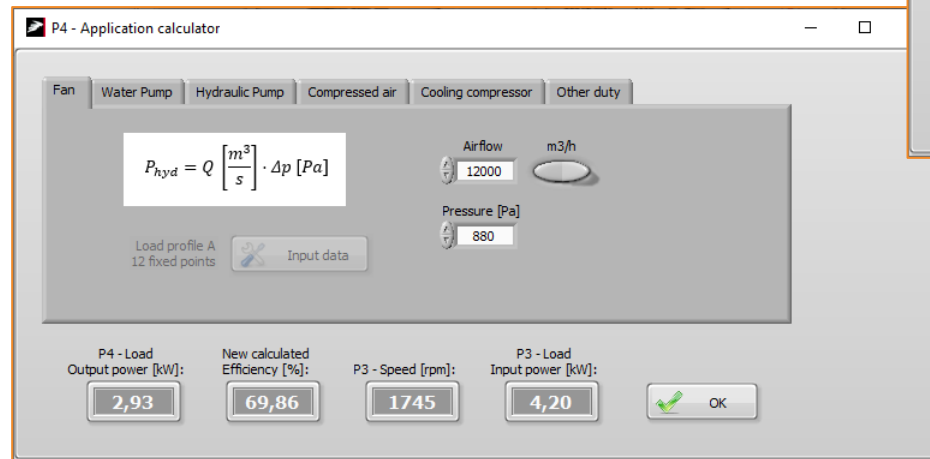 P4 - Application calculator
Fan Water Pump Hydraulic Pump Compressed air Cooling compressor Other duty
P_hyd = Q [m³/s] · Δp [Pa]
Airflow m3/h
12000
Pressure [Pa]
880
Load profile A
12 fixed points
Input data
P4 - Load
Output power [kW]:
New calculated
Efficiency [%]:
P3 - Speed [rpm]:
P3 - Load
Input power [kW]:
2,93 69,86 1745 4,20
OK